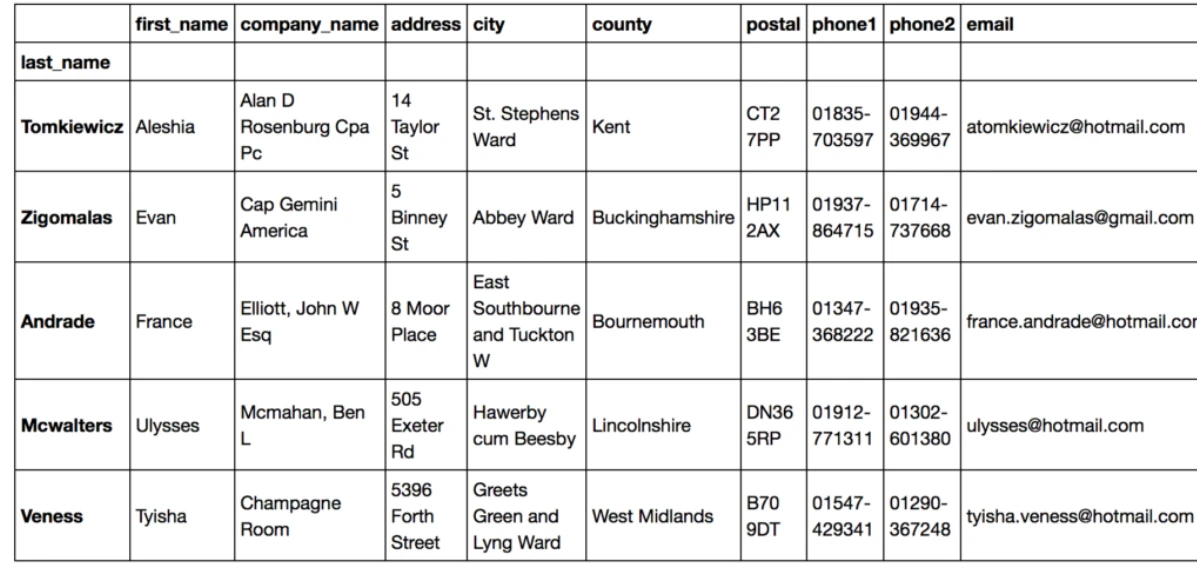 first_name company_name address city county postal phone1 phone2 email
last_name
Tomkiewicz Aleshia Alan D Rosenburg Cpa Pc 14 Taylor St St. Stephens Ward Kent CT2 7PP 01835-703597 01944-369967 atomkiewicz@hotmail.com
Zigomalas Evan Cap Gemini America 5 Binney St Abbey Ward Buckinghamshire HP11 2AX 01937-864715 01714-737668 evan.zigomalas@gmail.com
Andrade France Elliott, John W Esq 8 Moor Place East Southbourne and Tuckton W Bournemouth BH6 3BE 01347-368222 01935-821636 france.andrade@hotmail.cor
Mcwalters Ulysses Mcmahan, Ben L 505 Exeter Rd Hawerby cum Beesby Lincolnshire DN36 5RP 01912-771311 01302-601380 ulysses@hotmail.com
Veness Tyisha Champagne Room 5396 Forth Street Greets Green and Lyng Ward West Midlands B70 9DT 01547-429341 01290-367248 tyisha.veness@hotmail.com